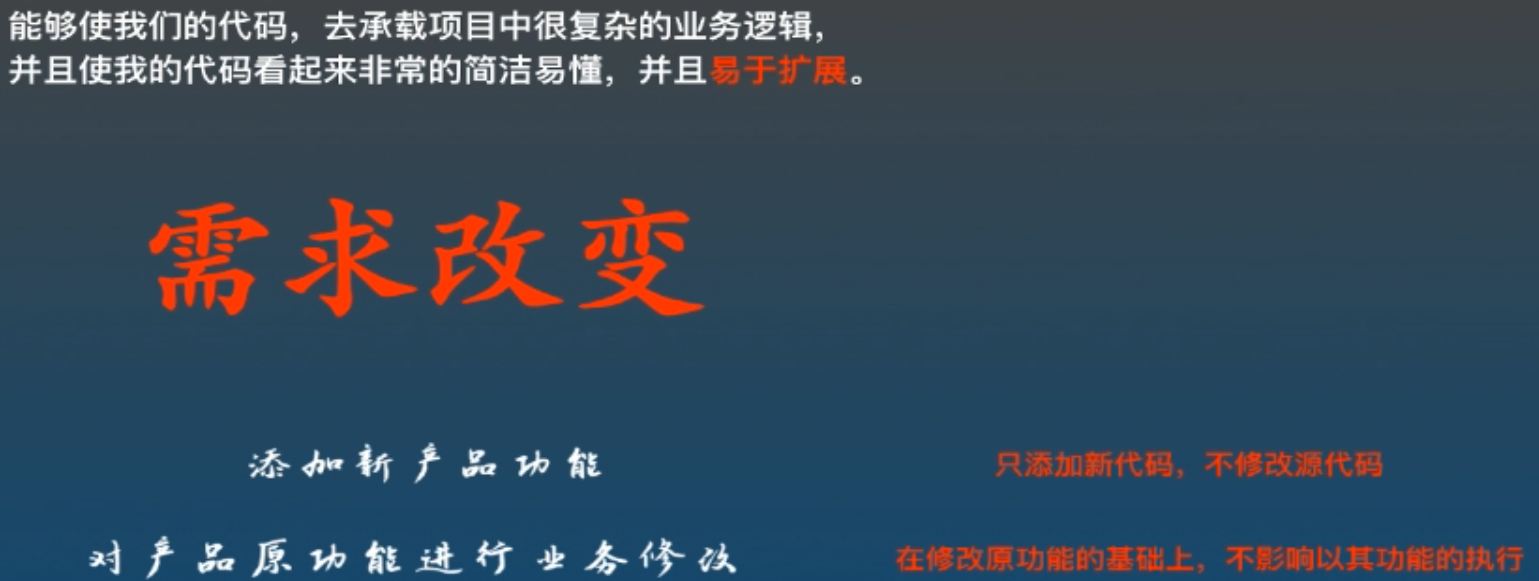 能够使我们的代码，去承载项目中很复杂的业务逻辑，
并且使我的代码看起来非常的简洁易懂，并且易于扩展。
需求改变
添加新产品功能
只添加新代码，不修改源代码
对产品原功能进行业务修改
在修改原功能的基础上，不影响以其功能的执行